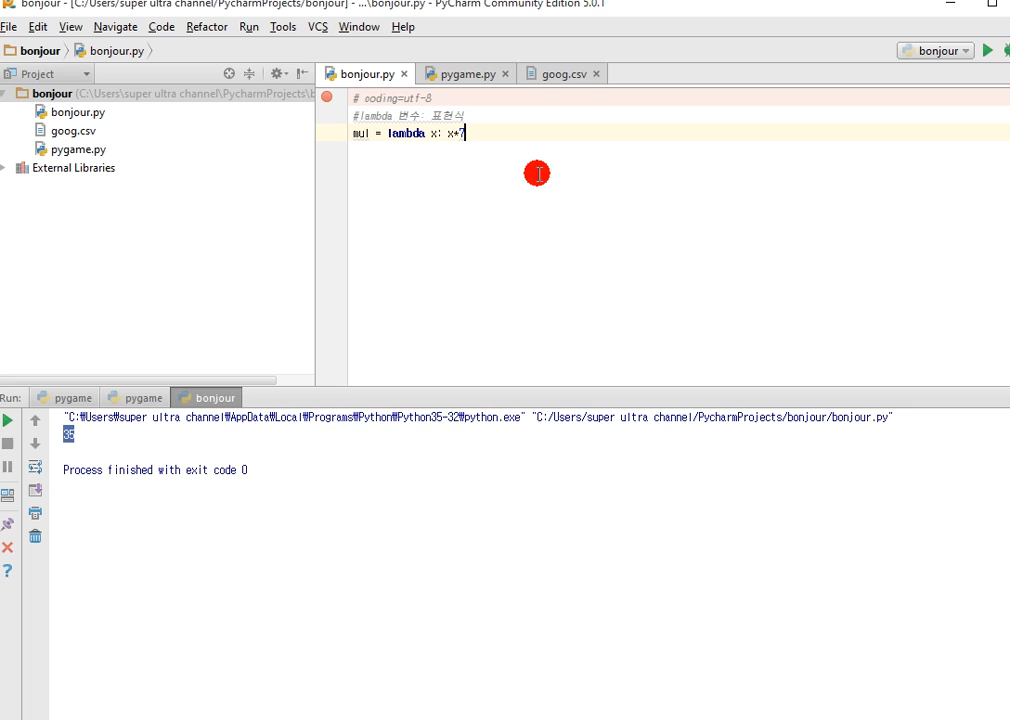 bonjour - [C:/Users/super ultra channel/PycharmProjects/bonjour] - ...\bonjour.py - PyCharm Community Edition 5.0.1
File Edit View Navigate Code Refactor Run Tools VCS Window Help
bonjour bonjour.py bonjour
Project bonjour.py pygame.py goog.csv
bonjour (C:\Users\super ultra channel\PycharmProjects\b
bonjour.py
goog.csv
pygame.py
External Libraries
# coding=utf-8
#lambda 변수: 표현식
mul = lambda x: x*7
Run: pygame pygame bonjour
"C:₩Users₩super ultra channel₩AppData₩Local₩Programs₩Python₩Python35-32₩python.exe" "C:/Users/super ultra channel/PycharmProjects/bonjour/bonjour.py"
35
Process finished with exit code 0